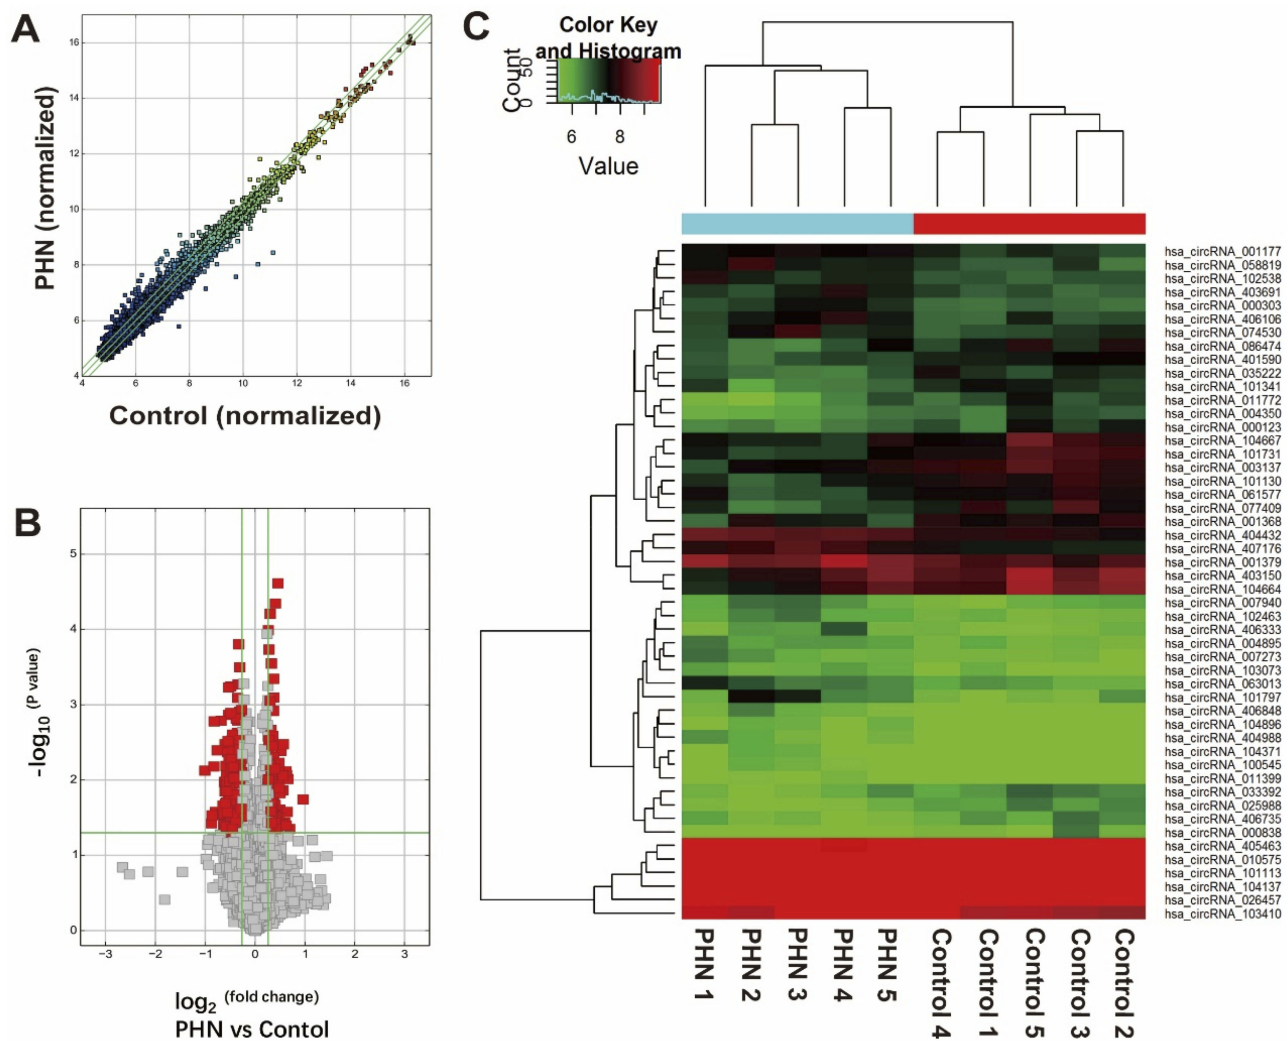 A
16
14
12
10
8
6
4
4
6
8
10
12
14
16
PHN (normalized)
Control (normalized)
B
5
4
3
2
1
0
−3
−2
−1
0
1
2
3
-log10 (P value)
log2 (fold change)
PHN vs Contol
C
Color Key
and Histogram
Count
0
50
6
8
Value
hsa_circRNA_001177
hsa_circRNA_058819
hsa_circRNA_102538
hsa_circRNA_403691
hsa_circRNA_000303
hsa_circRNA_406106
hsa_circRNA_074530
hsa_circRNA_086474
hsa_circRNA_401590
hsa_circRNA_035222
hsa_circRNA_101341
hsa_circRNA_011772
hsa_circRNA_004350
hsa_circRNA_000123
hsa_circRNA_104667
hsa_circRNA_101731
hsa_circRNA_003137
hsa_circRNA_101130
hsa_circRNA_061577
hsa_circRNA_077409
hsa_circRNA_001368
hsa_circRNA_404432
hsa_circRNA_407176
hsa_circRNA_001379
hsa_circRNA_403150
hsa_circRNA_104664
hsa_circRNA_007940
hsa_circRNA_102463
hsa_circRNA_406333
hsa_circRNA_004895
hsa_circRNA_007273
hsa_circRNA_103073
hsa_circRNA_063013
hsa_circRNA_101797
hsa_circRNA_406848
hsa_circRNA_104896
hsa_circRNA_404988
hsa_circRNA_104371
hsa_circRNA_100545
hsa_circRNA_011399
hsa_circRNA_033392
hsa_circRNA_025988
hsa_circRNA_406735
hsa_circRNA_000838
hsa_circRNA_405463
hsa_circRNA_010575
hsa_circRNA_101113
hsa_circRNA_104137
hsa_circRNA_026457
hsa_circRNA_103410
PHN 1
PHN 2
PHN 3
PHN 4
PHN 5
Control 4
Control 1
Control 5
Control 3
Control 2